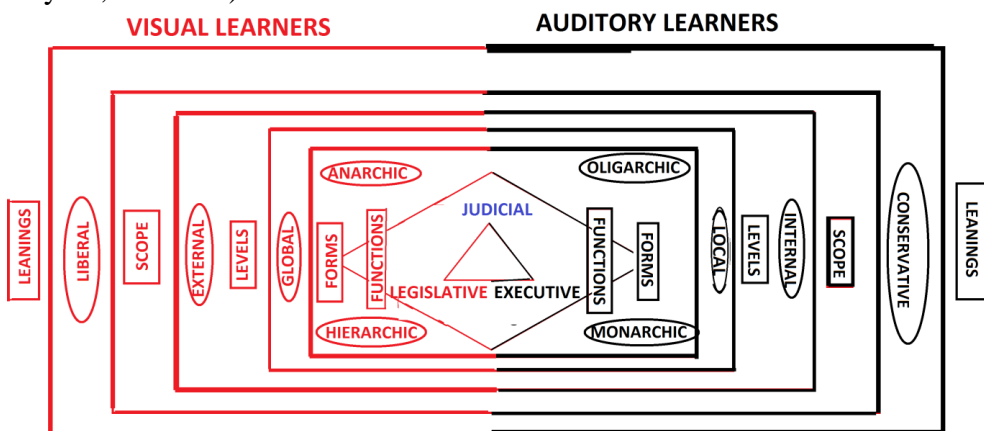 VISUAL LEARNERS
AUDITORY LEARNERS
ANARCHIC
OLIGARCHIC
JUDICIAL
LEANINGS
LIBERAL
SCOPE
EXTERNAL
LEVELS
GLOBAL
FORMS
FUNCTIONS
FUNCTIONS
FORMS
LOCAL
LEVELS
INTERNAL
SCOPE
CONSERVATIVE
LEANINGS
LEGISLATIVE EXECUTIVE
HIERARCHIC
MONARCHIC